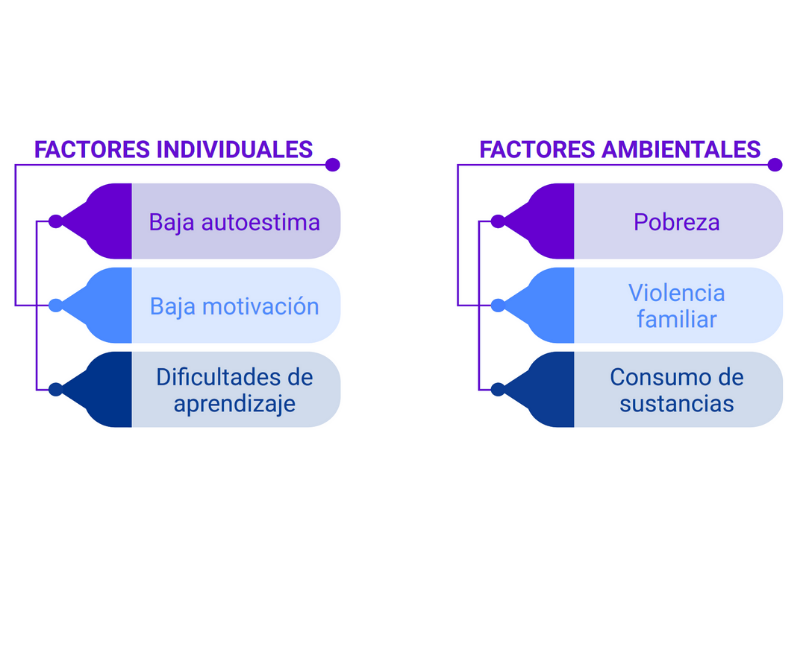 FACTORES INDIVIDUALES
Baja autoestima
Baja motivación
Dificultades de
aprendizaje
FACTORES AMBIENTALES
Pobreza
Violencia
familiar
Consumo de
sustancias